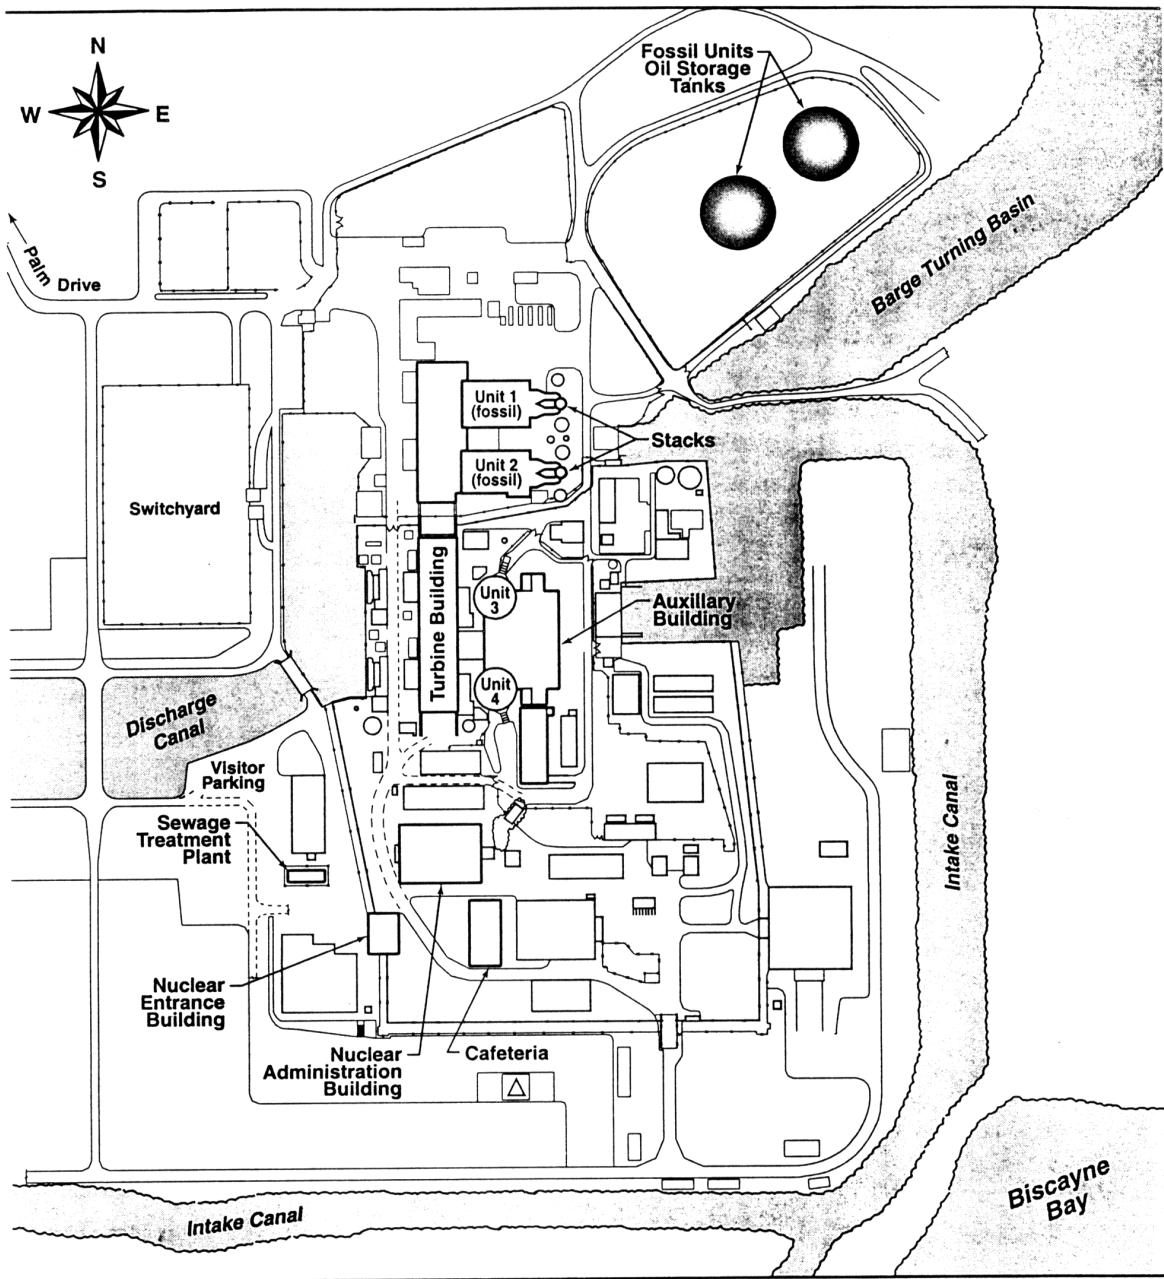 N
W
E
S
Fossil Units
Oil Storage
Tanks
Barge Turning Basin
Palm
Drive
Unit 1
(fossil)
Stacks
Unit 2
(fossil)
Switchyard
Turbine Building
Unit
3
Auxillary
Building
Unit
4
Discharge
Canal
Visitor
Parking
Sewage
Treatment
Plant
Intake Canal
Nuclear
Entrance
Building
Nuclear
Administration
Building
Cafeteria
Biscayne
Bay
Intake Canal